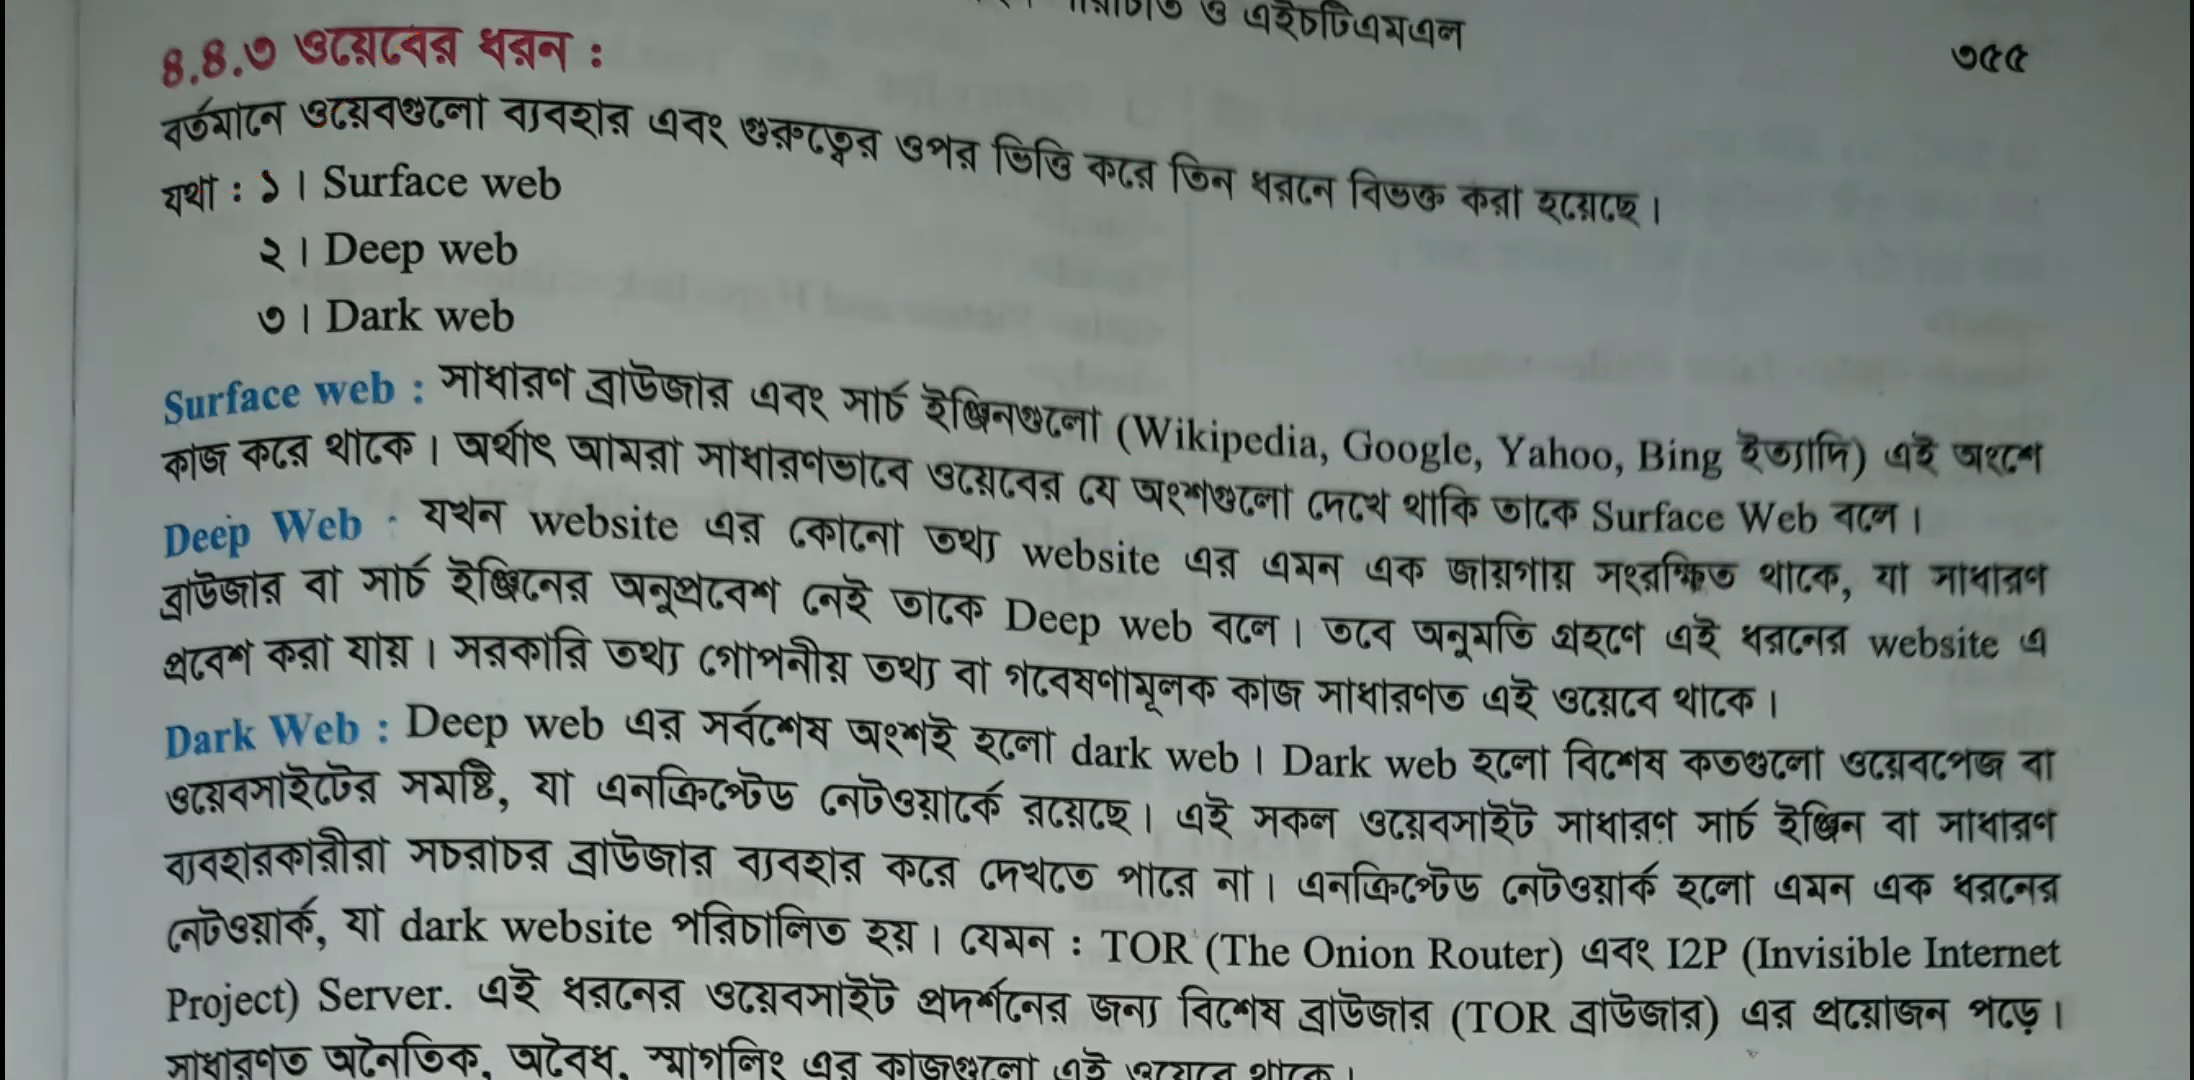 ও এইচটিএমএল
৩৫৫
৪.৪.৩ ওয়েবের ধরন :
বর্তমানে ওয়েবগুলো ব্যবহার এবং গুরুত্বের ওপর ভিত্তি করে তিন ধরনে বিভক্ত করা হয়েছে।
যথা : ১। Surface web
২। Deep web
৩। Dark web
Surface web : সাধারণ ব্রাউজার এবং সার্চ ইঞ্জিনগুলো (Wikipedia, Google, Yahoo, Bing ইত্যাদি) এই অংশে
কাজ করে থাকে। অর্থাৎ আমরা সাধারণভাবে ওয়েবের যে অংশগুলো দেখে থাকি তাকে Surface Web বলে।
Deep Web : যখন website এর কোনো তথ্য website এর এমন এক জায়গায় সংরক্ষিত থাকে, যা সাধারণ
ব্রাউজার বা সার্চ ইঞ্জিনের অনুপ্রবেশ নেই তাকে Deep web বলে। তবে অনুমতি গ্রহণে এই ধরনের website এ
প্রবেশ করা যায়। সরকারি তথ্য গোপনীয় তথ্য বা গবেষণামূলক কাজ সাধারণত এই ওয়েবে থাকে।
Dark Web : Deep web এর সর্বশেষ অংশই হলো dark web। Dark web হলো বিশেষ কতগুলো ওয়েবপেজ বা
ওয়েবসাইটের সমষ্টি, যা এনক্রিপ্টেড নেটওয়ার্কে রয়েছে। এই সকল ওয়েবসাইট সাধারণ সার্চ ইঞ্জিন বা সাধারণ
ব্যবহারকারীরা সচরাচর ব্রাউজার ব্যবহার করে দেখতে পারে না। এনক্রিপ্টেড নেটওয়ার্ক হলো এমন এক ধরনের
নেটওয়ার্ক, যা dark website পরিচালিত হয়। যেমন : TOR (The Onion Router) এবং I2P (Invisible Internet
Project) Server. এই ধরনের ওয়েবসাইট প্রদর্শনের জন্য বিশেষ ব্রাউজার (TOR ব্রাউজার) এর প্রয়োজন পড়ে।
সাধারণত অনৈতিক, অবৈধ, স্মাগলিং এর কাজগুলো এই ওয়েবে থাকে।